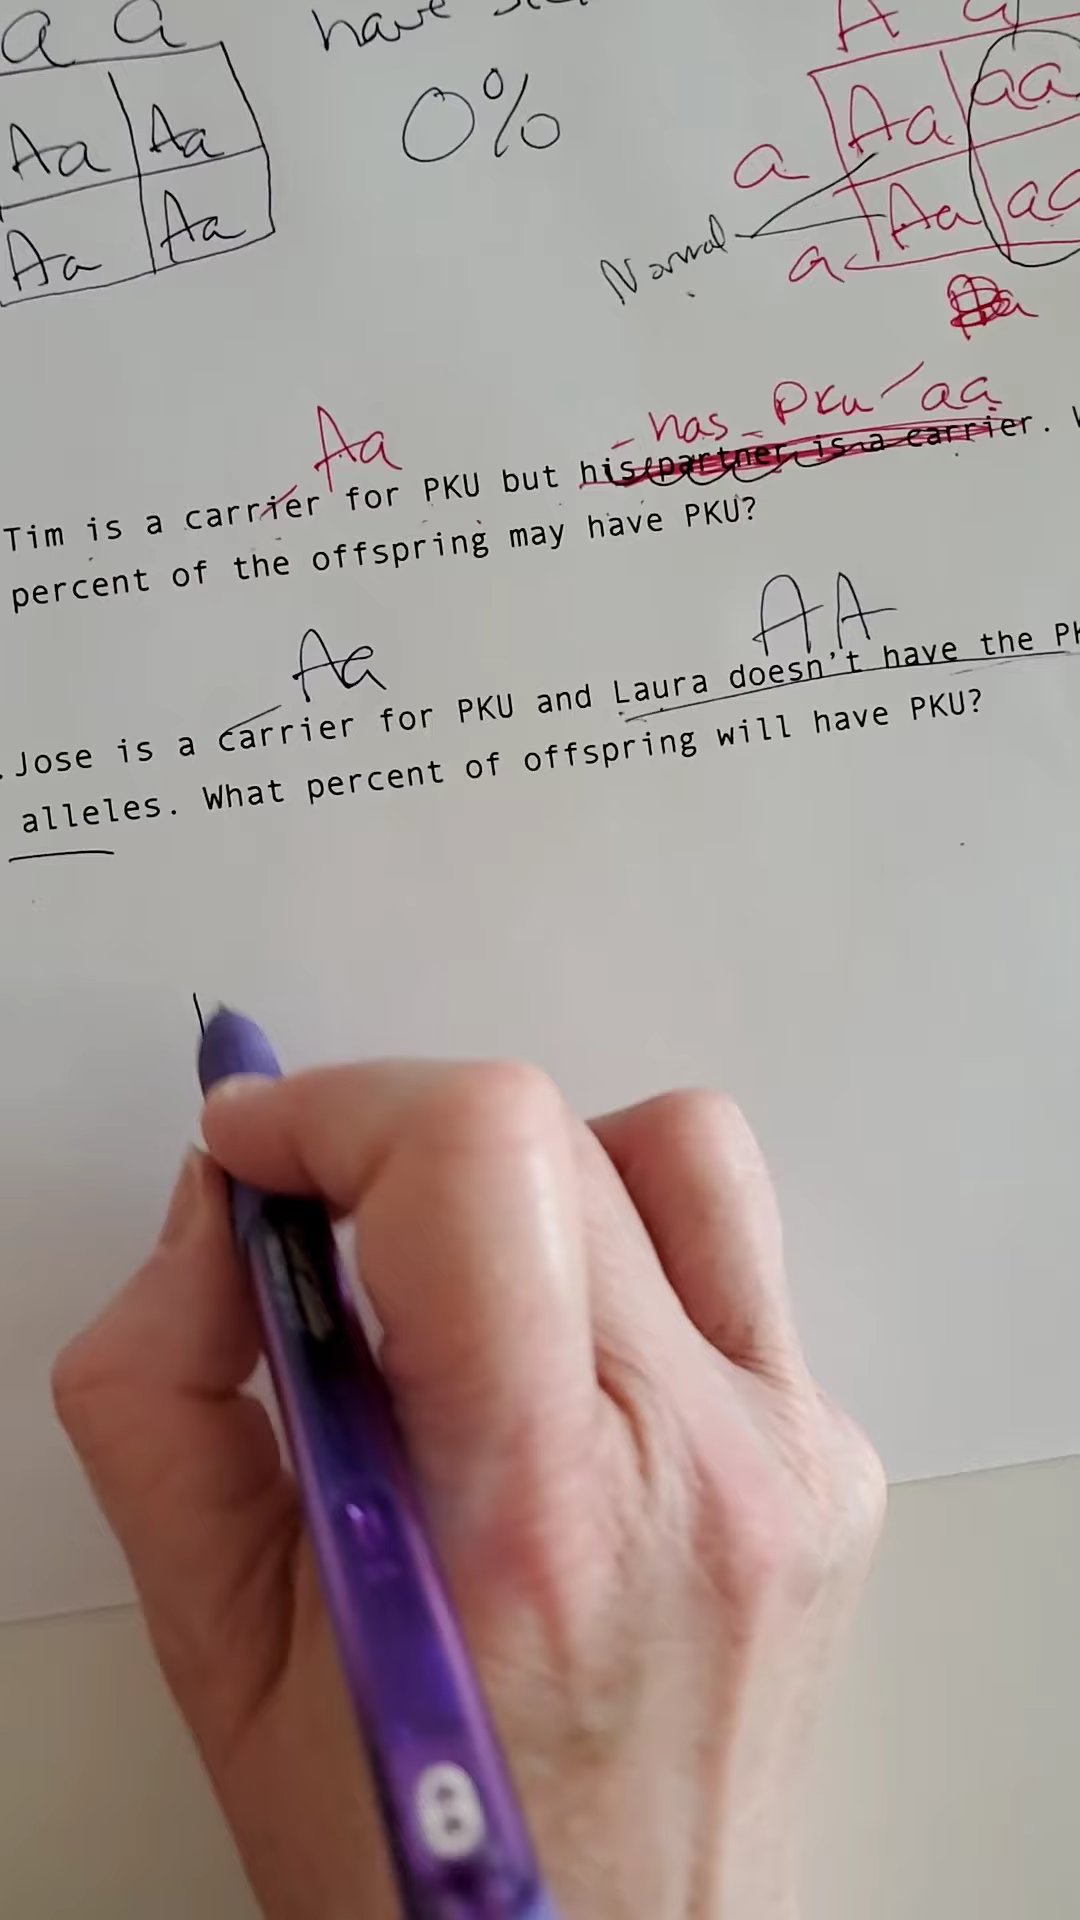 a a have
A a
Aa Aa 0% Aa aa
a
Aa Aa Aa
Normal a
Aa - has - PKU - aa
Tim is a carrier for PKU but his partner is a carrier.
percent of the offspring may have PKU?
Aa AA
Jose is a carrier for PKU and Laura doesn't have the
alleles. What percent of offspring will have PKU?